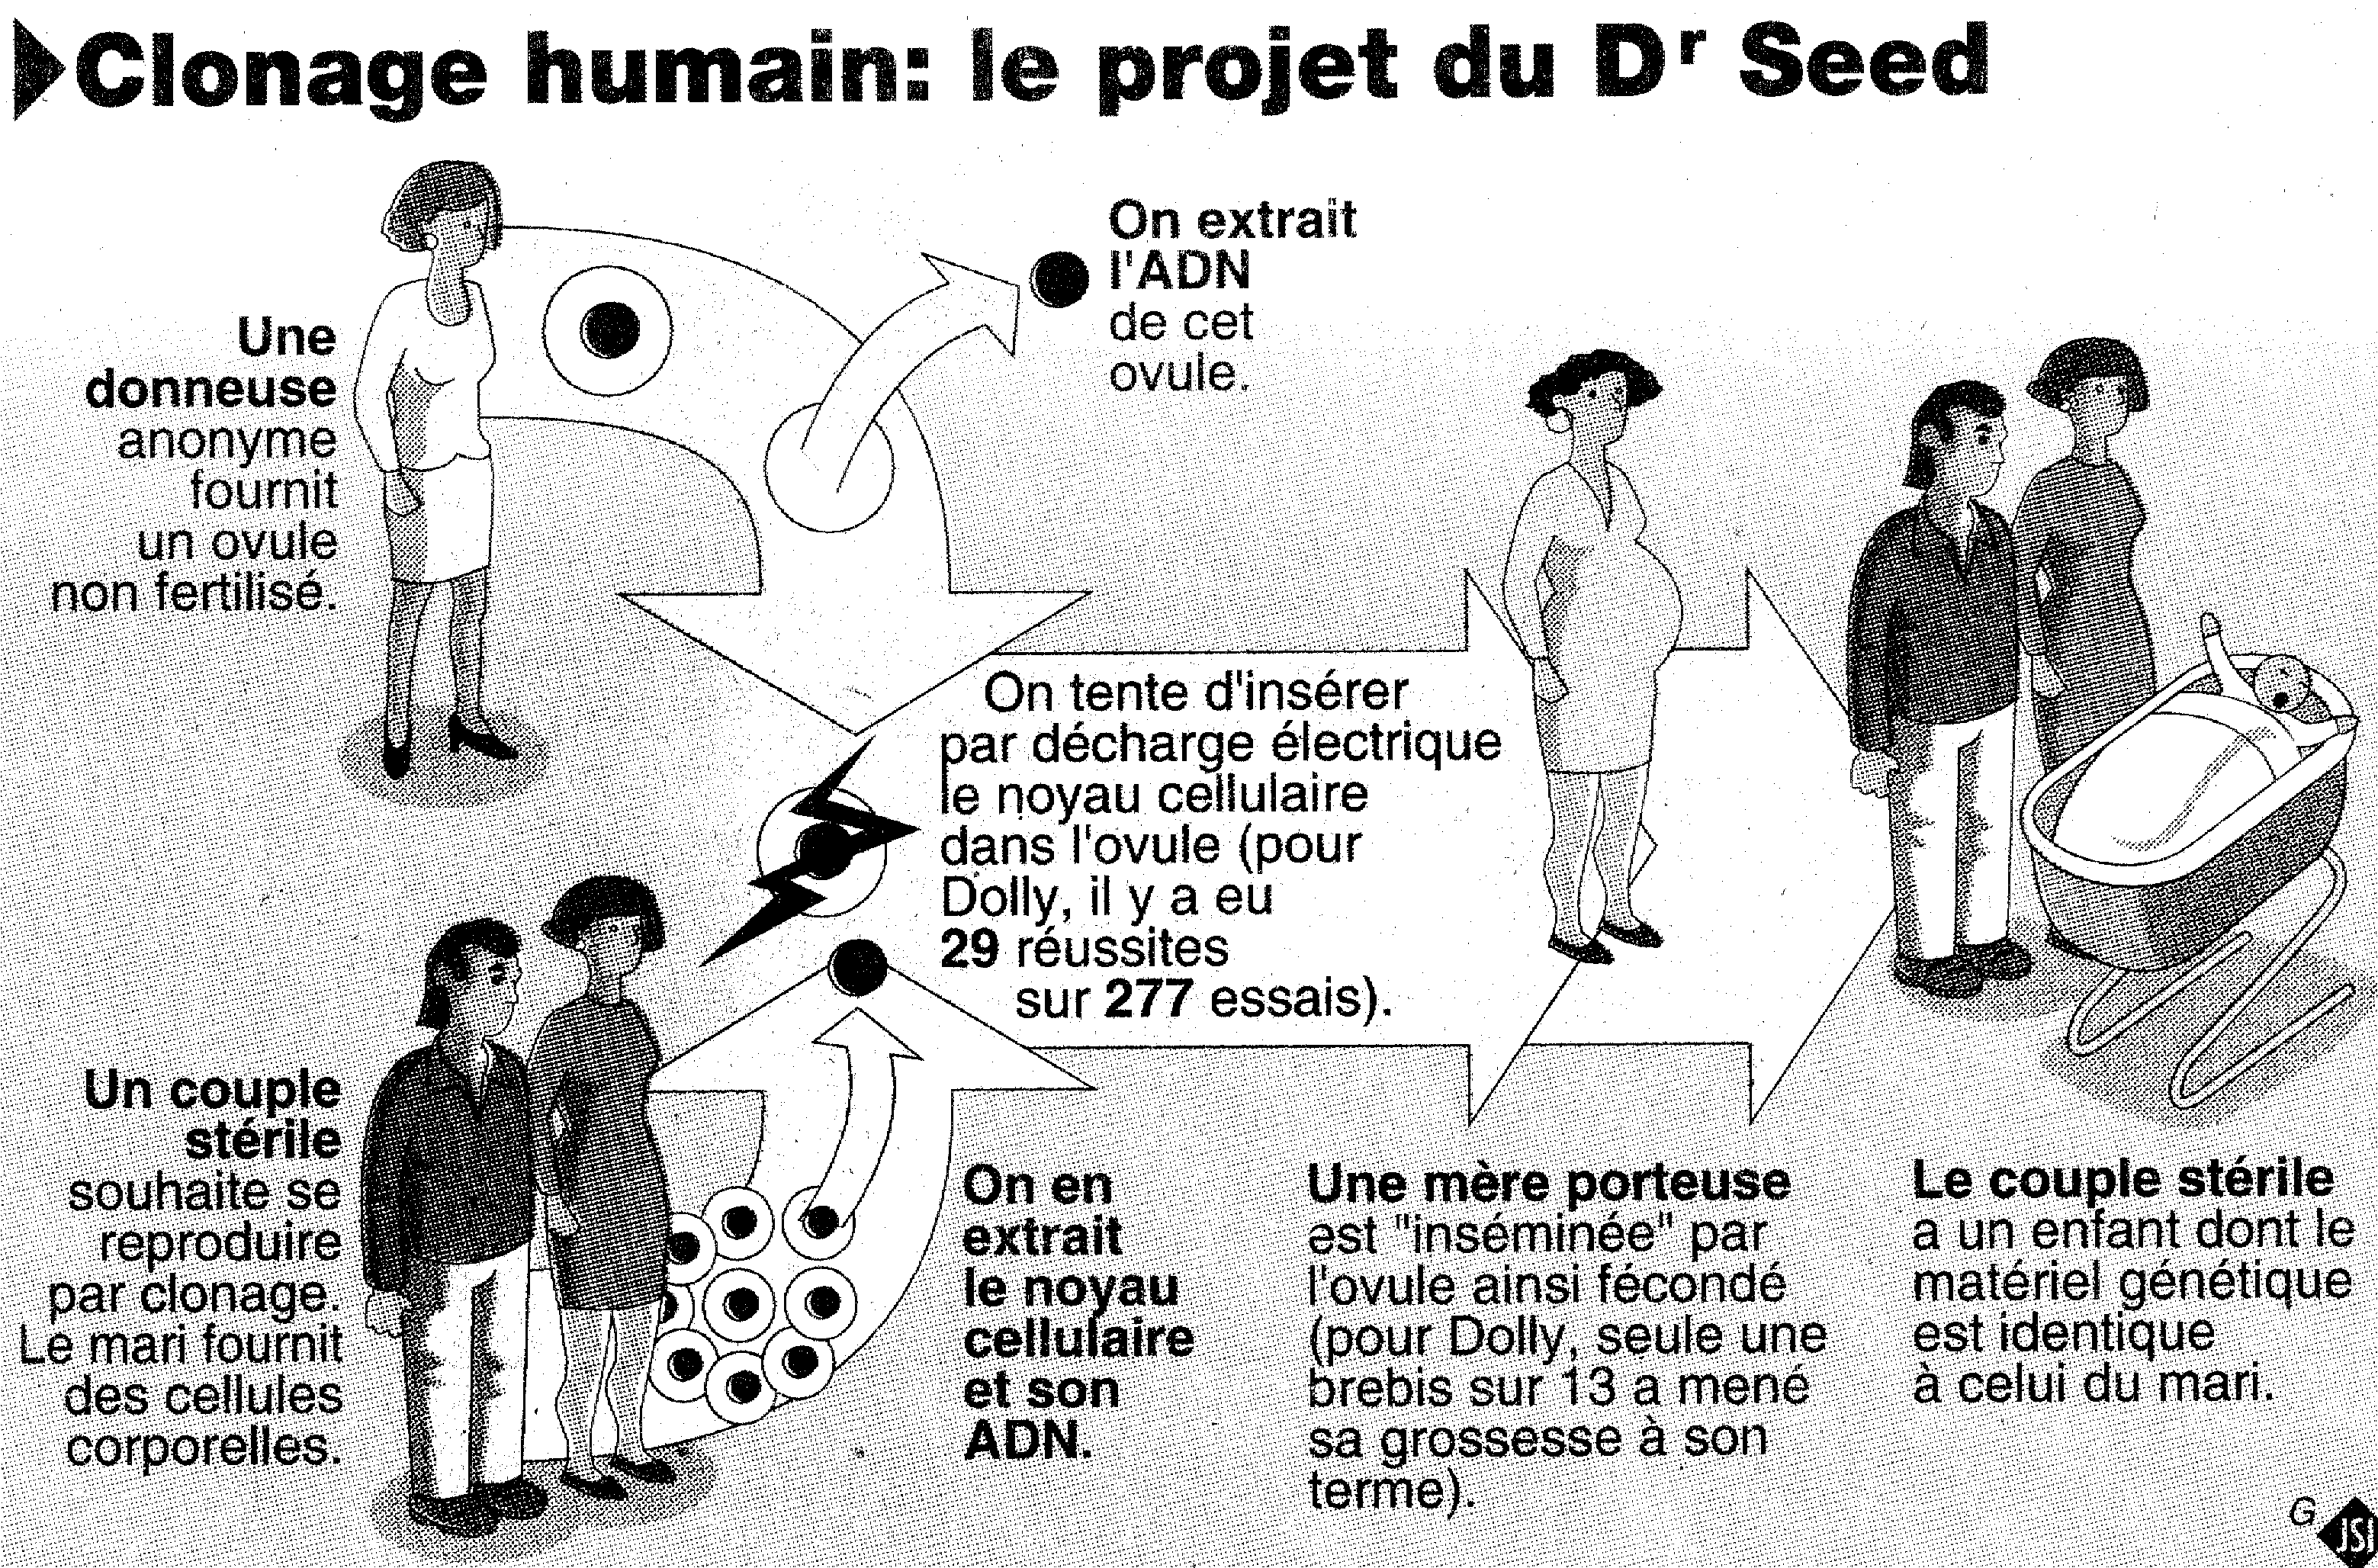 Clonage humain: le projet du Dr Seed
Une
donneuse
anonyme
fournit
un ovule
non fertilisé.
On extrait
l'ADN
de cet
ovule.
On tente d'insérer
par décharge électrique
le noyau cellulaire
dans l'ovule (pour
Dolly, il y a eu
29 réussites
sur 277 essais).
Un couple
stérile
souhaite se
reproduire
par clonage.
Le mari fournit
des cellules
corporelles.
On en
extrait
le noyau
cellulaire
et son
ADN.
Une mère porteuse
est "inséminée" par
l'ovule ainsi fécondé
(pour Dolly, seule une
brebis sur 13 a mené
sa grossesse à son
terme).
Le couple stérile
a un enfant dont le
matériel génétique
est identique
à celui du mari.
G
JSI